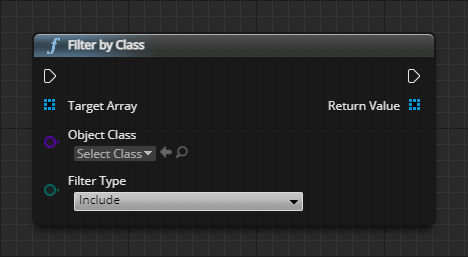 Filter by Class
Target Array
Return Value
Object Class
Select Class
Filter Type
Include